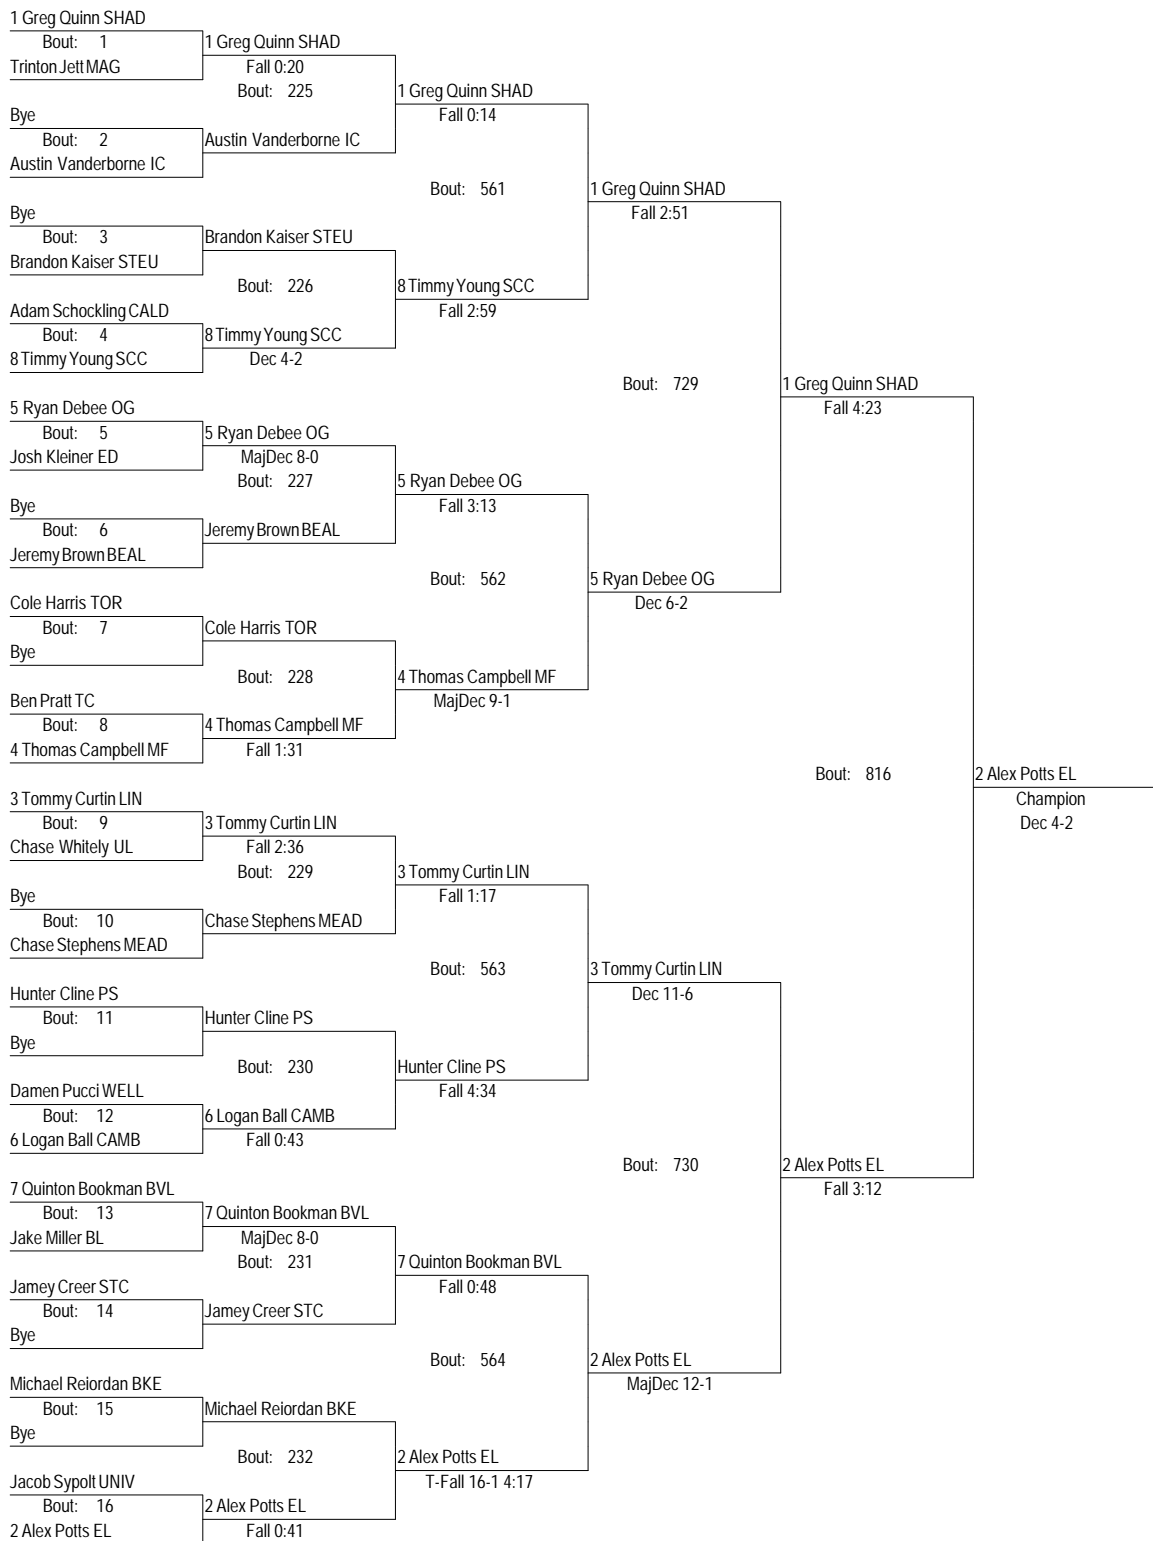 1 Greg Quinn SHAD
Bout: 1
Trinton Jett MAG
1 Greg Quinn SHAD
Fall 0:20
Bout: 225
1 Greg Quinn SHAD
Fall 0:14
Bye
Bout: 2
Austin Vanderborne IC
Austin Vanderborne IC
Bout: 561
1 Greg Quinn SHAD
Fall 2:51
Bye
Bout: 3
Brandon Kaiser STEU
Brandon Kaiser STEU
Bout: 226
8 Timmy Young SCC
Fall 2:59
Adam Schockling CALD
Bout: 4
8 Timmy Young SCC
8 Timmy Young SCC
Dec 4-2
Bout: 729
1 Greg Quinn SHAD
Fall 4:23
5 Ryan Debee OG
Bout: 5
Josh Kleiner ED
5 Ryan Debee OG
MajDec 8-0
Bout: 227
5 Ryan Debee OG
Fall 3:13
Bye
Bout: 6
Jeremy Brown BEAL
Jeremy Brown BEAL
Bout: 562
5 Ryan Debee OG
Dec 6-2
Cole Harris TOR
Bout: 7
Bye
Cole Harris TOR
Bout: 228
4 Thomas Campbell MF
MajDec 9-1
Ben Pratt TC
Bout: 8
4 Thomas Campbell MF
4 Thomas Campbell MF
Fall 1:31
Bout: 816
2 Alex Potts EL
Champion
Dec 4-2
3 Tommy Curtin LIN
Bout: 9
Chase Whitely UL
3 Tommy Curtin LIN
Fall 2:36
Bout: 229
3 Tommy Curtin LIN
Fall 1:17
Bye
Bout: 10
Chase Stephens MEAD
Chase Stephens MEAD
Bout: 563
3 Tommy Curtin LIN
Dec 11-6
Hunter Cline PS
Bout: 11
Bye
Hunter Cline PS
Bout: 230
Hunter Cline PS
Fall 4:34
Damen Pucci WELL
Bout: 12
6 Logan Ball CAMB
6 Logan Ball CAMB
Fall 0:43
Bout: 730
2 Alex Potts EL
Fall 3:12
7 Quinton Bookman BVL
Bout: 13
Jake Miller BL
7 Quinton Bookman BVL
MajDec 8-0
Bout: 231
7 Quinton Bookman BVL
Fall 0:48
Jamey Creer STC
Bout: 14
Bye
Jamey Creer STC
Bout: 564
2 Alex Potts EL
MajDec 12-1
Michael Reiordan BKE
Bout: 15
Bye
Michael Reiordan BKE
Bout: 232
2 Alex Potts EL
T-Fall 16-1 4:17
Jacob Sypolt UNIV
Bout: 16
2 Alex Potts EL
2 Alex Potts EL
Fall 0:41